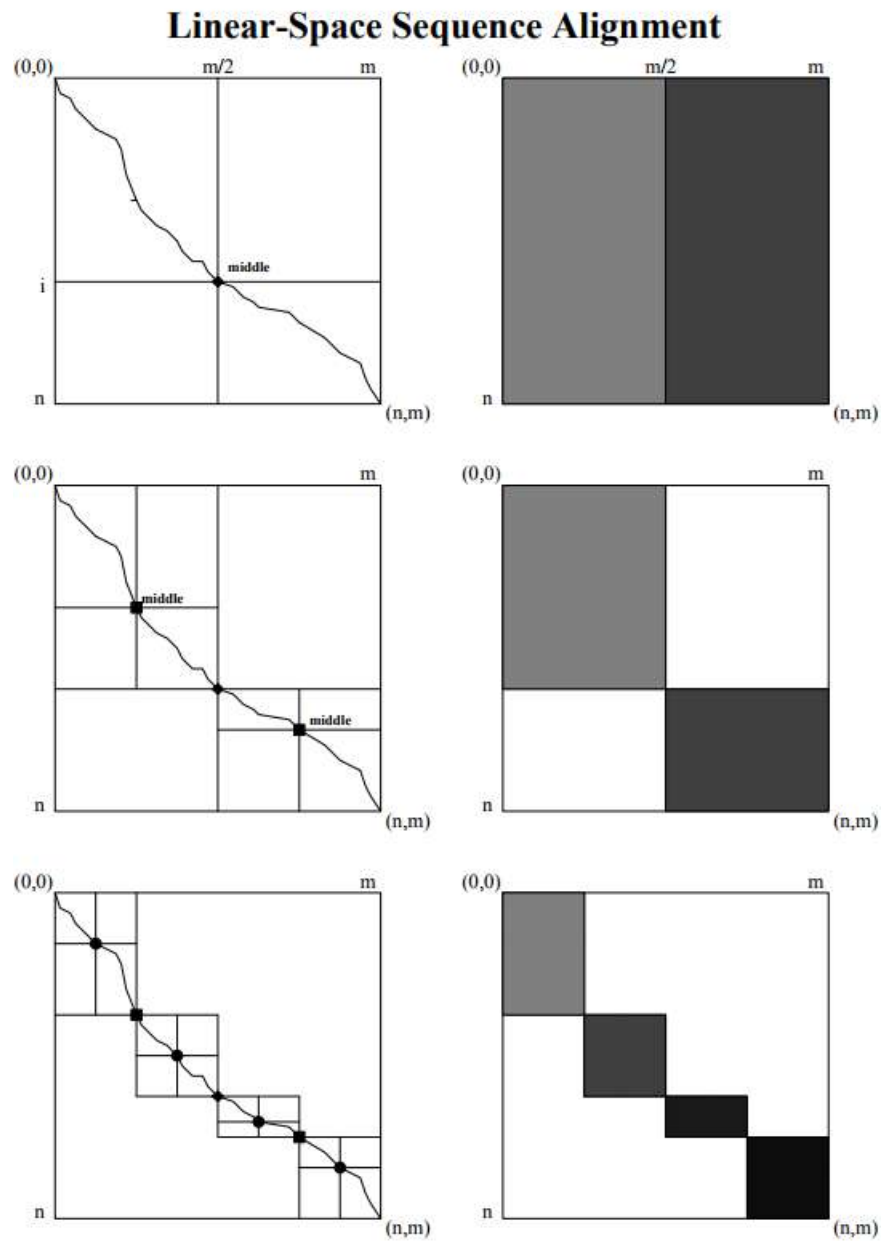 Linear-Space Sequence Alignment
(0,0) m/2 m
middle
i
n
(n,m)
(0,0) m/2 m
n
(n,m)
(0,0) m
middle
middle
n
(n,m)
(0,0) m
n
(n,m)
(0,0) m
n
(n,m)
(0,0) m
n
(n,m)